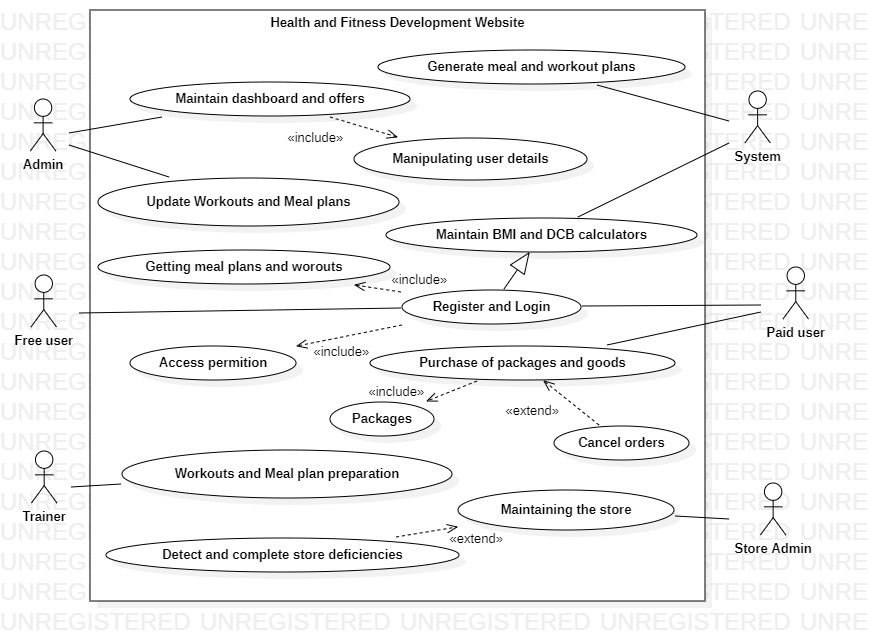 Health and Fitness Development Website
Generate meal and workout plans
Maintain dashboard and offers
«include»
Manipulating user details
Admin
System
Update Workouts and Meal plans
Maintain BMI and DCB calculators
Getting meal plans and worouts
«include»
Register and Login
Free user
Paid user
«include»
Access permition
Purchase of packages and goods
«include»
Packages
«extend»
Cancel orders
Workouts and Meal plan preparation
Trainer
Maintaining the store
«extend»
Store Admin
Detect and complete store deficiencies
UNREGISTERED UNREGISTERED UNREGISTERED UNREGISTERED UNRE